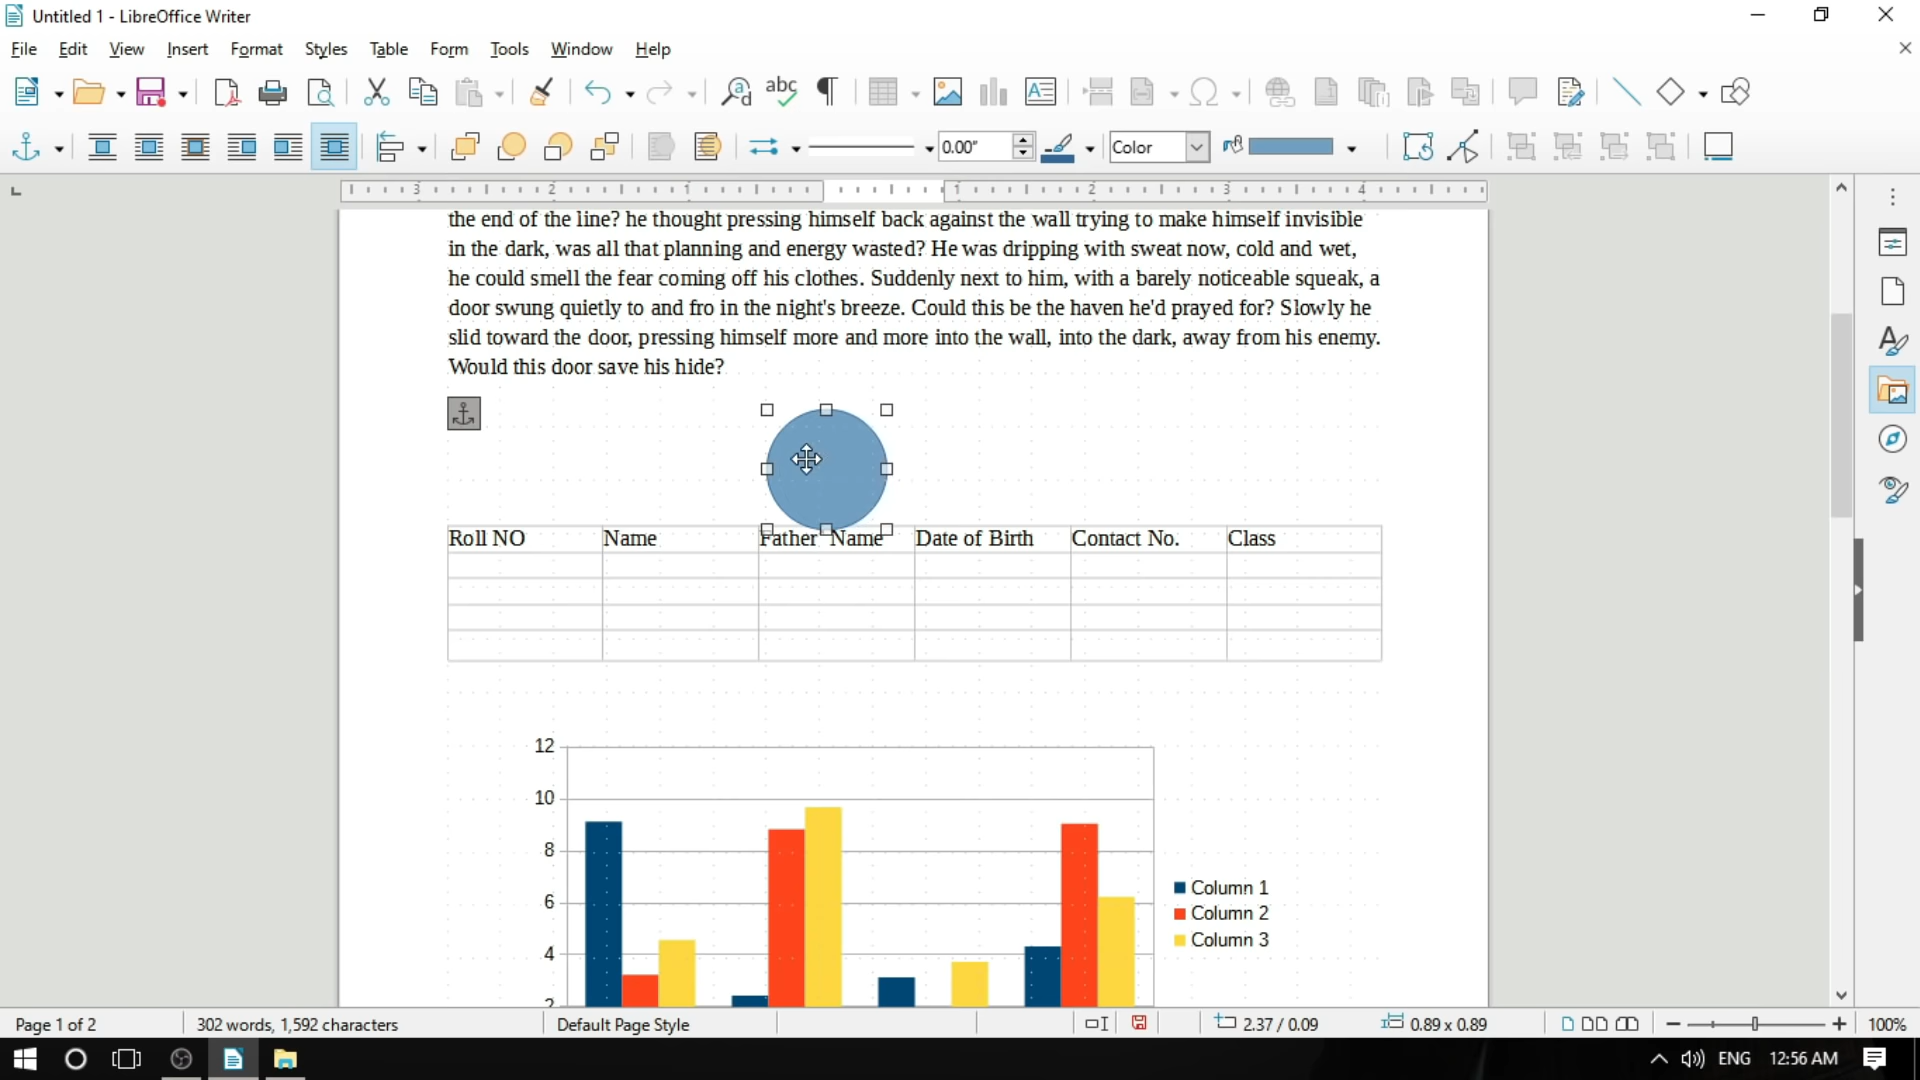 Untitled 1 - LibreOffice Writer
File Edit View Insert Format Styles Table Form Tools Window Help
abc
0.00"
Color
3 2 1 1 2 3 4
the end of the line? he thought pressing himself back against the wall trying to make himself invisible
in the dark, was all that planning and energy wasted? He was dripping with sweat now, cold and wet,
he could smell the fear coming off his clothes. Suddenly next to him, with a barely noticeable squeak, a
door swung quietly to and fro in the night's breeze. Could this be the haven he'd prayed for? Slowly he
slid toward the door, pressing himself more and more into the wall, into the dark, away from his enemy.
Would this door save his hide?
Roll NO Name Father Name Date of Birth Contact No. Class
12
10
8
6
4
2
Column 1
Column 2
Column 3
Page 1 of 2 302 words, 1,592 characters Default Page Style 2.37 / 0.09 0.89 x 0.89 100%
ENG 12:56 AM